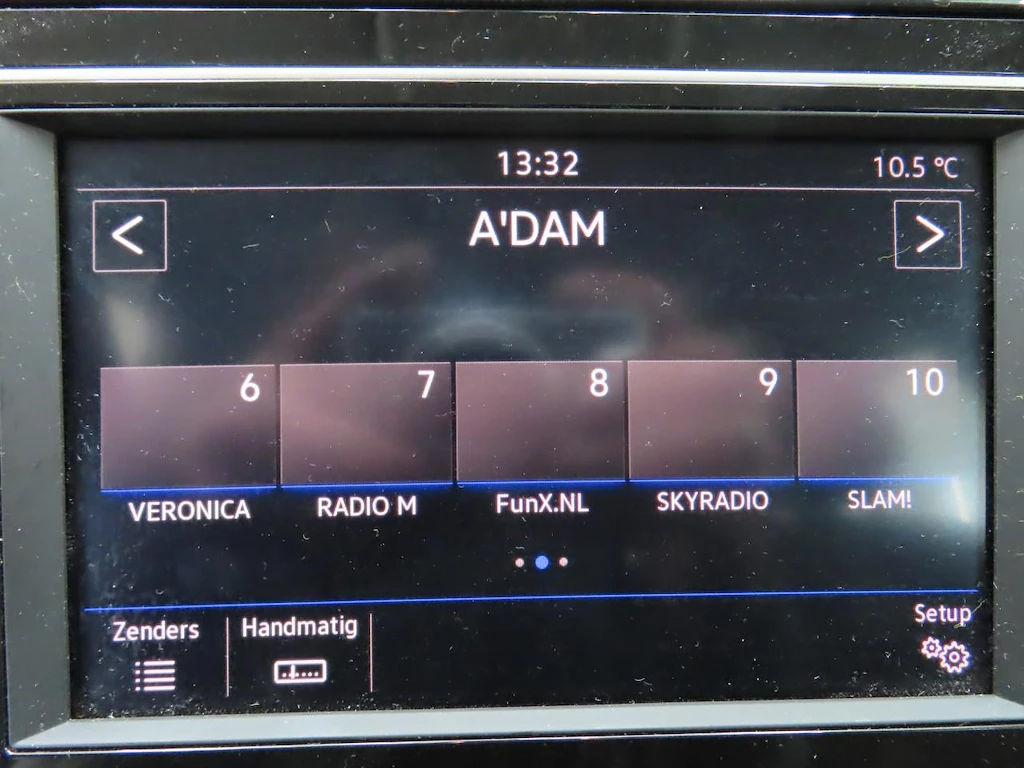 13:32 10.5 °C
< A'DAM >
6 7 8 9 10
VERONICA RADIO M FunX.NL SKYRADIO SLAM!
Zenders Handmatig Setup